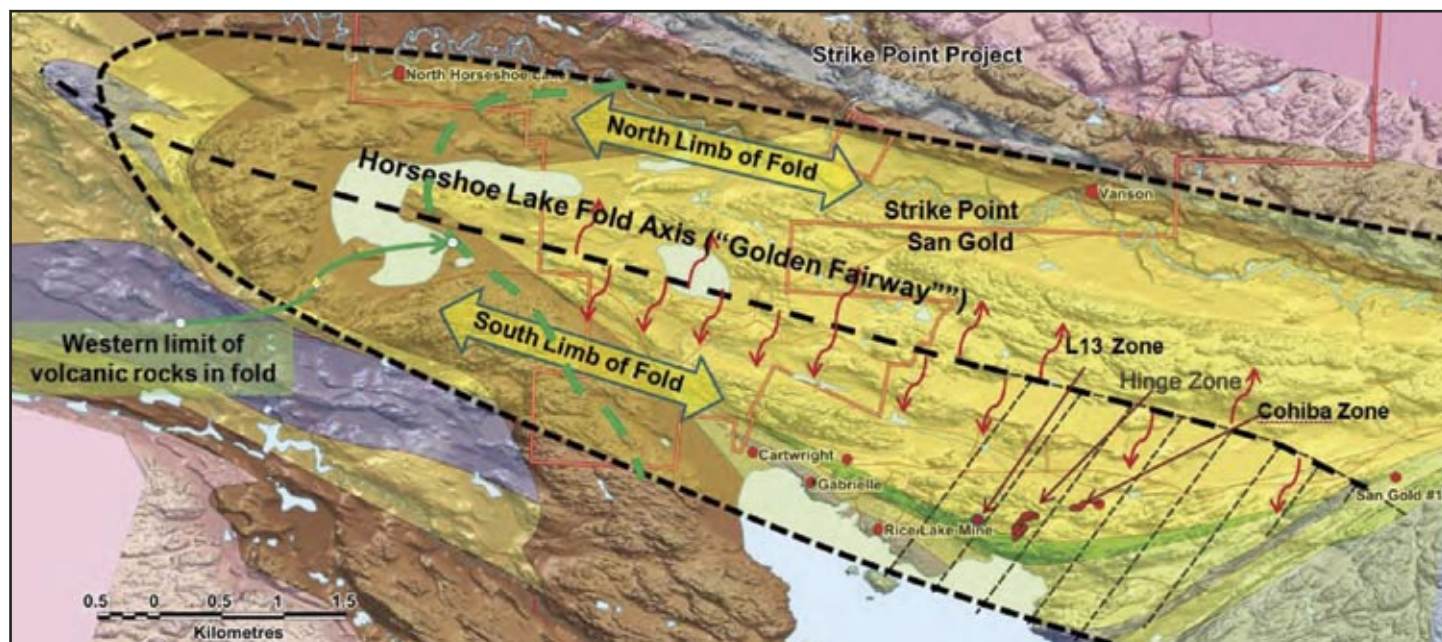 Strike Point Project
North Horseshoe Lake
North Limb of Fold
Vanson
Horseshoe Lake Fold Axis (“Golden Fairway””)
Strike Point
San Gold
South Limb of Fold
Western limit of
volcanic rocks in fold
L13 Zone
Hinge Zone
Cohiba Zone
Cartwright
Gabrielle
San Gold #1
Rice Lake Mine
0.5 0 0.5 1 1.5
Kilometres